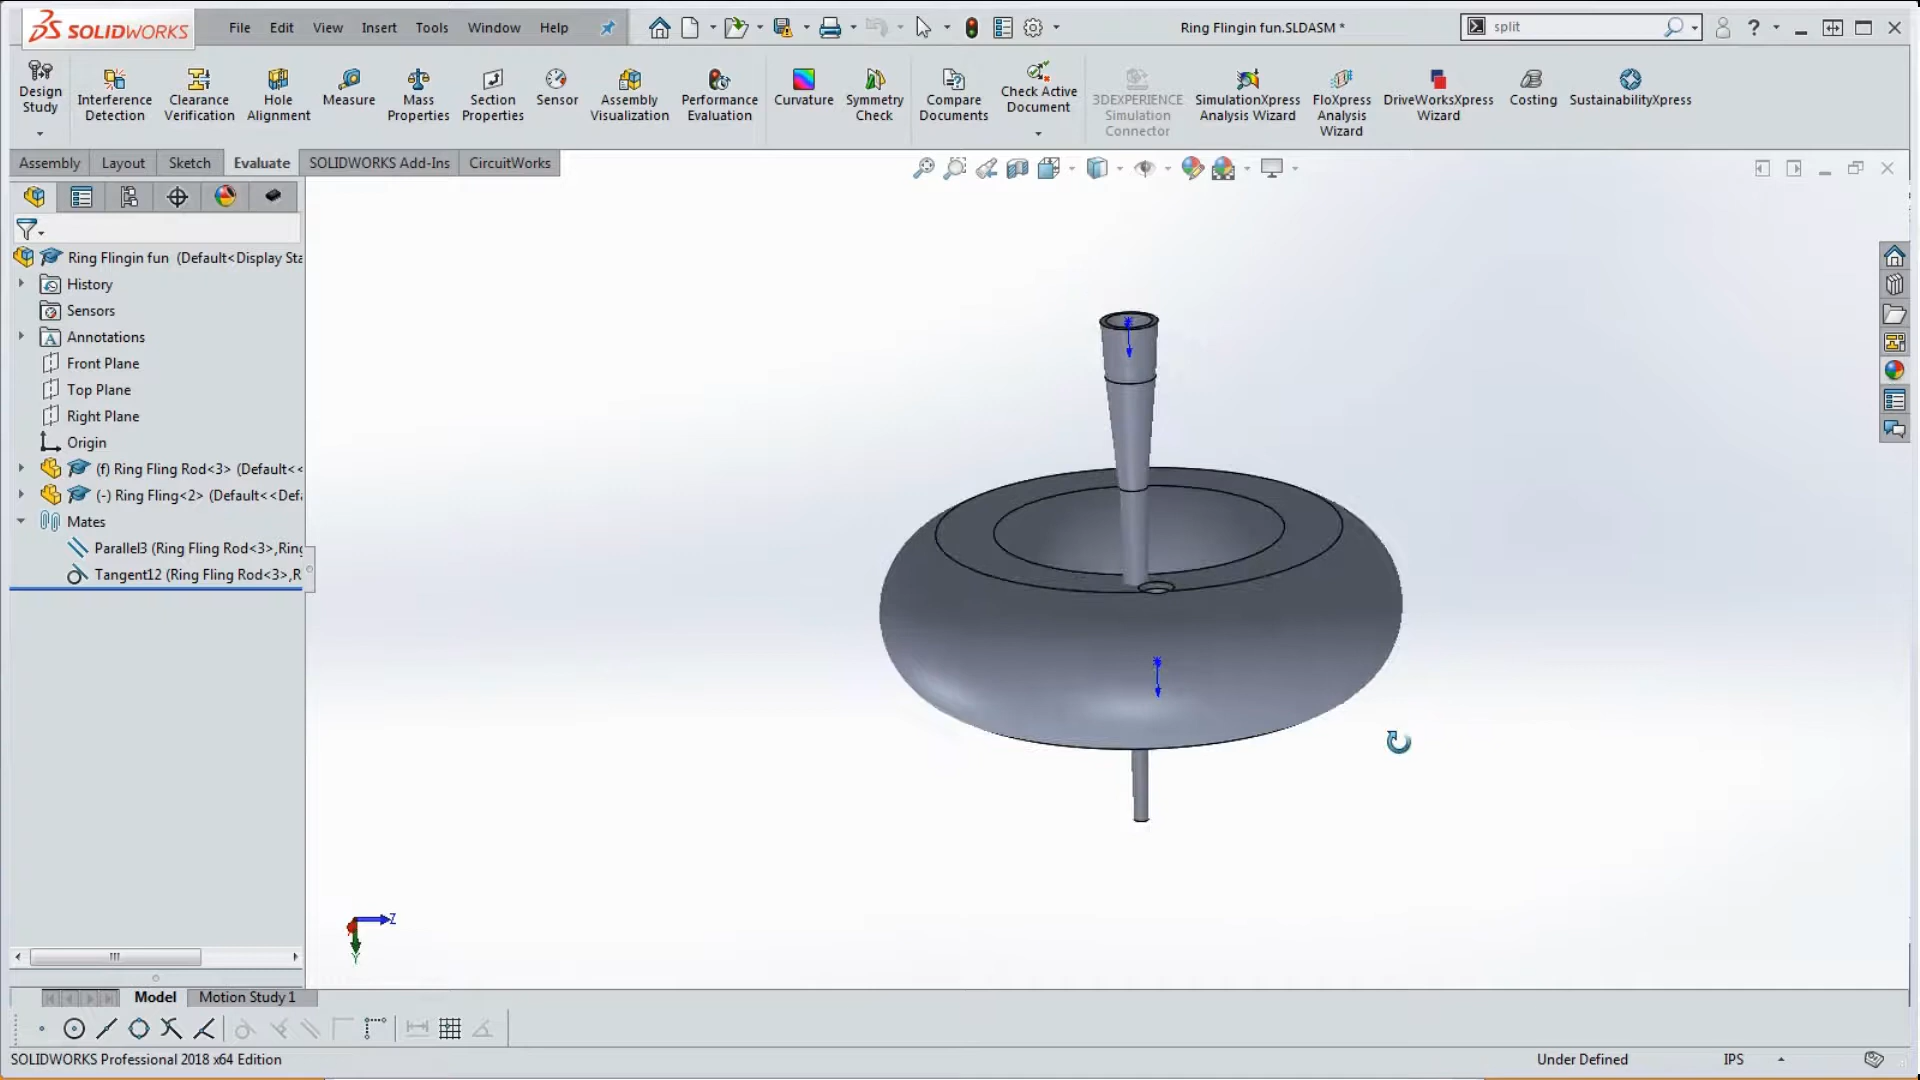 SOLIDWORKS
File Edit View Insert Tools Window Help
Ring Flingin fun.SLDASM *
split
Design Study
Interference Detection
Clearance Verification
Hole Alignment
Measure
Mass Properties
Section Properties
Sensor
Assembly Visualization
Performance Evaluation
Curvature
Symmetry Check
Compare Documents
Check Active Document
3DEXPERIENCE Simulation Connector
SimulationXpress Analysis Wizard
FloXpress Analysis Wizard
DriveWorksXpress Wizard
Costing
SustainabilityXpress
Assembly Layout Sketch Evaluate SOLIDWORKS Add-Ins CircuitWorks
Ring Flingin fun (Default<Display Sta
History
Sensors
Annotations
Front Plane
Top Plane
Right Plane
Origin
(f) Ring Fling Rod<3> (Default<<
(-) Ring Fling<2> (Default<<Def
Mates
Parallel3 (Ring Fling Rod<3>,Ring
Tangent12 (Ring Fling Rod<3>,R
Z
Y
Model Motion Study 1
SOLIDWORKS Professional 2018 x64 Edition
Under Defined
IPS